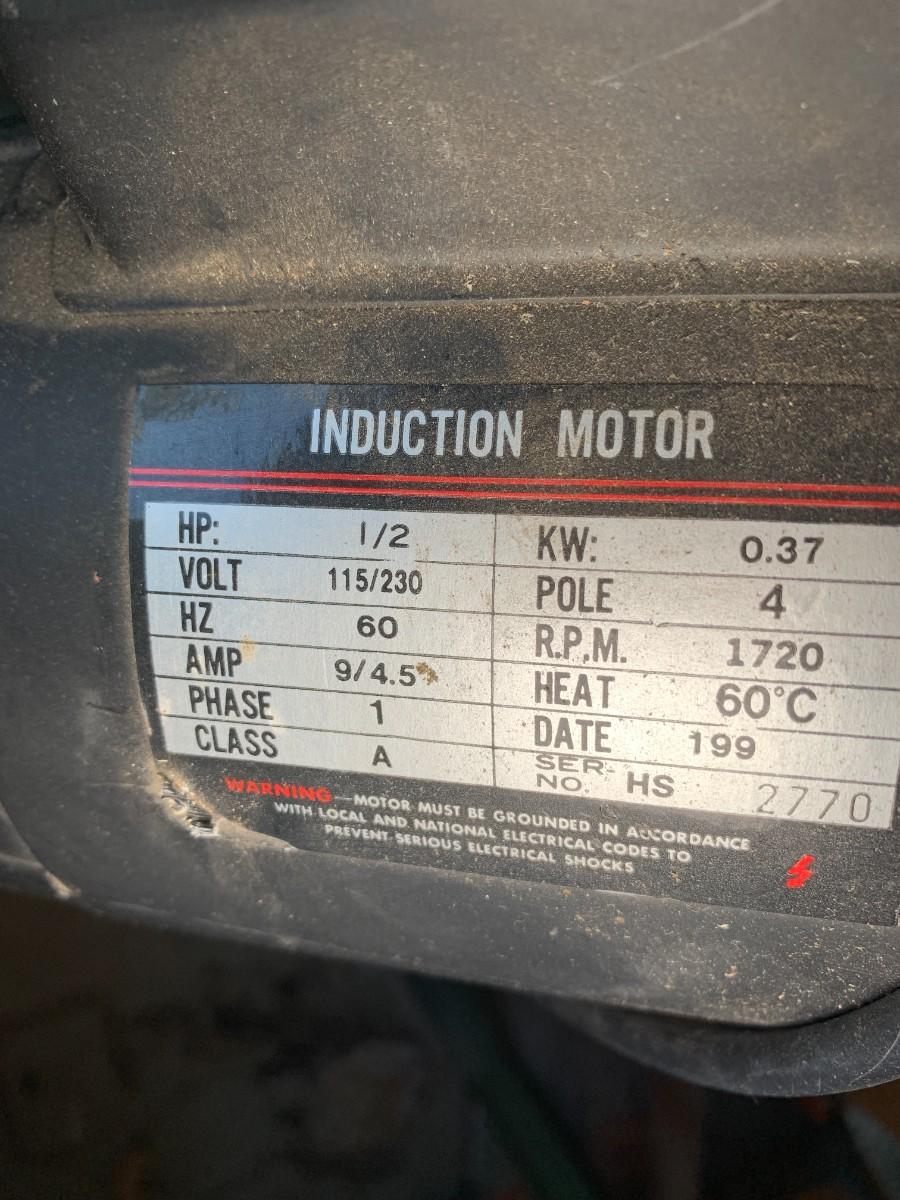 INDUCTION MOTOR
HP: 1/2
VOLT 115/230
HZ 60
AMP 9/4.5
PHASE 1
CLASS A
KW: 0.37
POLE 4
R.P.M. 1720
HEAT 60°C
DATE 199
SER- NO. HS 2770
WARNING—MOTOR MUST BE GROUNDED IN ACCORDANCE
WITH LOCAL AND NATIONAL ELECTRICAL CODES TO
PREVENT SERIOUS ELECTRICAL SHOCKS